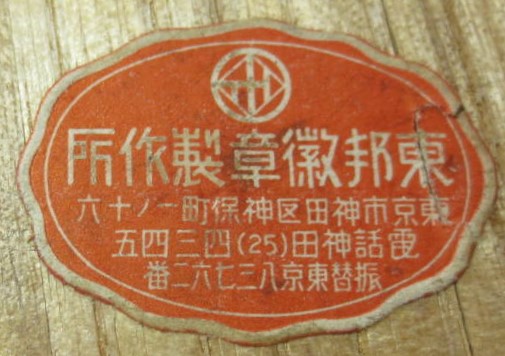 東邦徽章製作所
東京市神田区神保町一ノ十六
電話神田(25)四三四五
振替東京八三七六二番